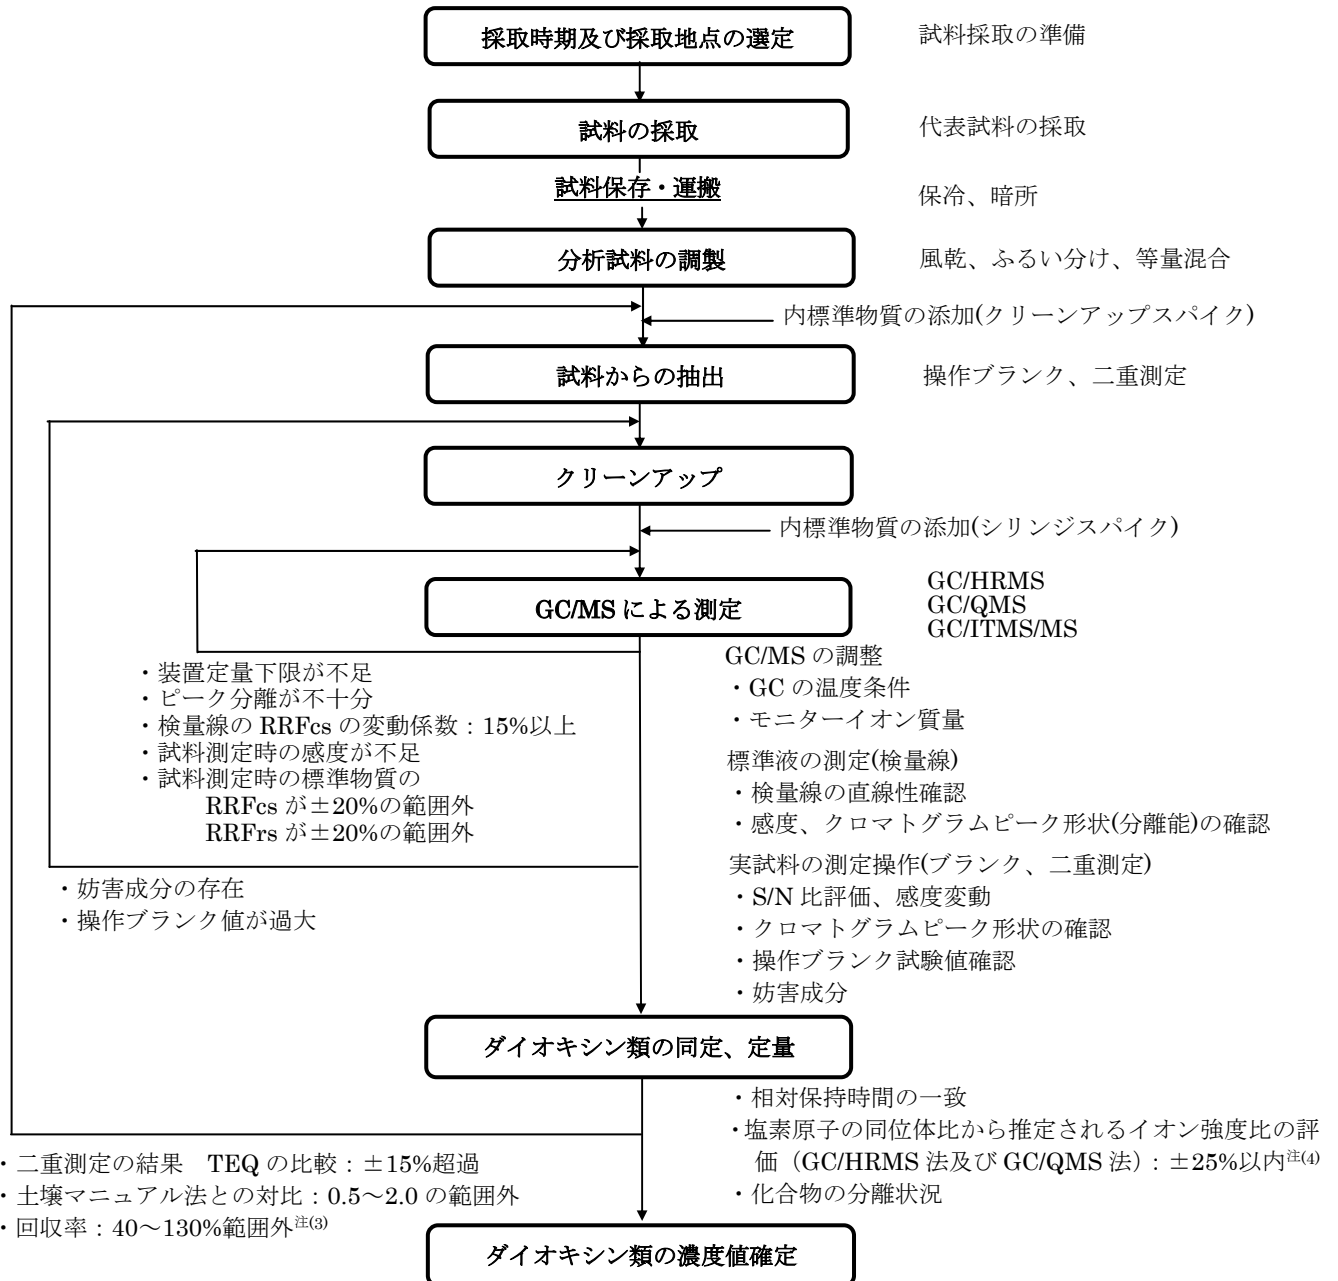 採取時期及び採取地点の選定
試料採取の準備
試料の採取
代表試料の採取
試料保存・運搬
保冷、暗所
分析試料の調製
風乾、ふるい分け、等量混合
内標準物質の添加(クリーンアップスパイク)
試料からの抽出
操作ブランク、二重測定
クリーンアップ
内標準物質の添加(シリンジスパイク)
GC/MS による測定
GC/HRMS
GC/QMS
GC/ITMS/MS
・装置定量下限が不足
・ピーク分離が不十分
・検量線の RRFcs の変動係数：15%以上
・試料測定時の感度が不足
・試料測定時の標準物質の
RRFcs が±20%の範囲外
RRFrs が±20%の範囲外
GC/MS の調整
・GC の温度条件
・モニターイオン質量
標準液の測定(検量線)
・検量線の直線性確認
・感度、クロマトグラムピーク形状(分離能)の確認
・妨害成分の存在
・操作ブランク値が過大
実試料の測定操作(ブランク、二重測定)
・S/N 比評価、感度変動
・クロマトグラムピーク形状の確認
・操作ブランク試験値確認
・妨害成分
ダイオキシン類の同定、定量
・相対保持時間の一致
・塩素原子の同位体比から推定されるイオン強度比の評
価（GC/HRMS 法及び GC/QMS 法）：±25%以内注(4)
・化合物の分離状況
・二重測定の結果　TEQ の比較：±15%超過
・土壌マニュアル法との対比：0.5～2.0 の範囲外
・回収率：40～130%範囲外注(3)
ダイオキシン類の濃度値確定